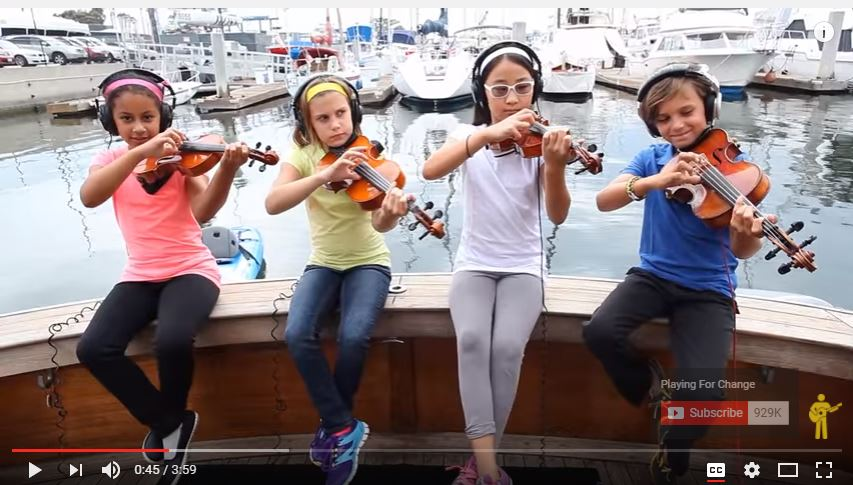 i
Playing For Change
Subscribe 929K
0:45 / 3:59
CC